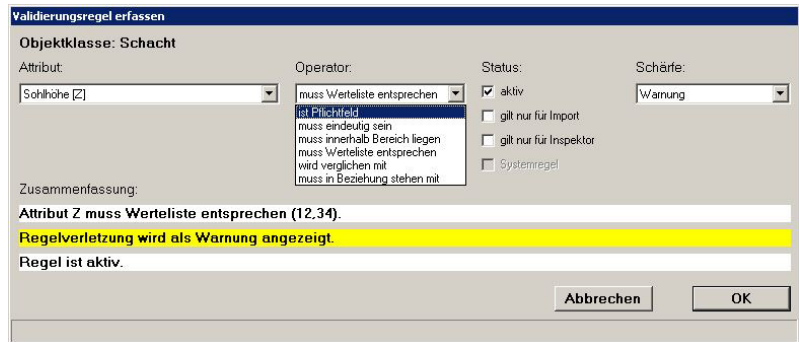 Validierungsregel erfassen
Objektklasse: Schacht
Attribut: Operator: Status: Schärfe:
Sohlhöhe [Z] muss Werteliste entsprechen aktiv Warnung
ist Pflichtfeld
muss eindeutig sein gilt nur für Import
muss innerhalb Bereich liegen
muss Werteliste entsprechen gilt nur für Inspektor
wird verglichen mit
muss in Beziehung stehen mit Systemregel
Zusammenfassung:
Attribut Z muss Werteliste entsprechen (12,34).
Regelverletzung wird als Warnung angezeigt.
Regel ist aktiv.
Abbrechen OK